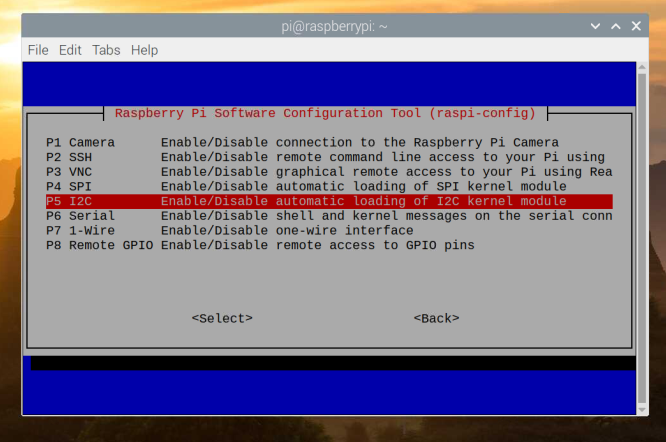 pi@raspberrypi: ~
File Edit Tabs Help
Raspberry Pi Software Configuration Tool (raspi-config)
P1 Camera Enable/Disable connection to the Raspberry Pi Camera
P2 SSH Enable/Disable remote command line access to your Pi using
P3 VNC Enable/Disable graphical remote access to your Pi using Rea
P4 SPI Enable/Disable automatic loading of SPI kernel module
P5 I2C Enable/Disable automatic loading of I2C kernel module
P6 Serial Enable/Disable shell and kernel messages on the serial conn
P7 1-Wire Enable/Disable one-wire interface
P8 Remote GPIO Enable/Disable remote access to GPIO pins
<Select> <Back>